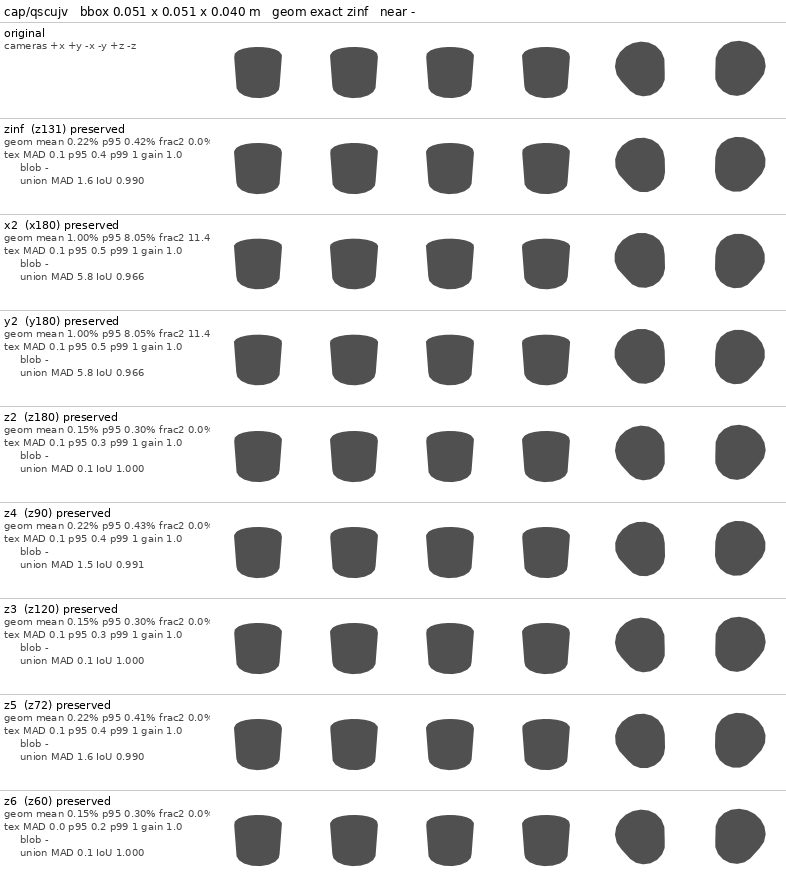 cap/qscujv bbox 0.051 x 0.051 x 0.040 m geom exact zinf near -
original
cameras +x +y -x -y +z -z
zinf (z131) preserved
geom mean 0.22% p95 0.42% frac2 0.0%
tex MAD 0.1 p95 0.4 p99 1 gain 1.0
blob -
union MAD 1.6 IoU 0.990
x2 (x180) preserved
geom mean 1.00% p95 8.05% frac2 11.4
tex MAD 0.1 p95 0.5 p99 1 gain 1.0
blob -
union MAD 5.8 IoU 0.966
y2 (y180) preserved
geom mean 1.00% p95 8.05% frac2 11.4
tex MAD 0.1 p95 0.5 p99 1 gain 1.0
blob -
union MAD 5.8 IoU 0.966
z2 (z180) preserved
geom mean 0.15% p95 0.30% frac2 0.0%
tex MAD 0.1 p95 0.3 p99 1 gain 1.0
blob -
union MAD 0.1 IoU 1.000
z4 (z90) preserved
geom mean 0.22% p95 0.43% frac2 0.0%
tex MAD 0.1 p95 0.4 p99 1 gain 1.0
blob -
union MAD 1.5 IoU 0.991
z3 (z120) preserved
geom mean 0.15% p95 0.30% frac2 0.0%
tex MAD 0.1 p95 0.3 p99 1 gain 1.0
blob -
union MAD 0.1 IoU 1.000
z5 (z72) preserved
geom mean 0.22% p95 0.41% frac2 0.0%
tex MAD 0.1 p95 0.4 p99 1 gain 1.0
blob -
union MAD 1.6 IoU 0.990
z6 (z60) preserved
geom mean 0.15% p95 0.30% frac2 0.0%
tex MAD 0.0 p95 0.2 p99 1 gain 1.0
blob -
union MAD 0.1 IoU 1.000